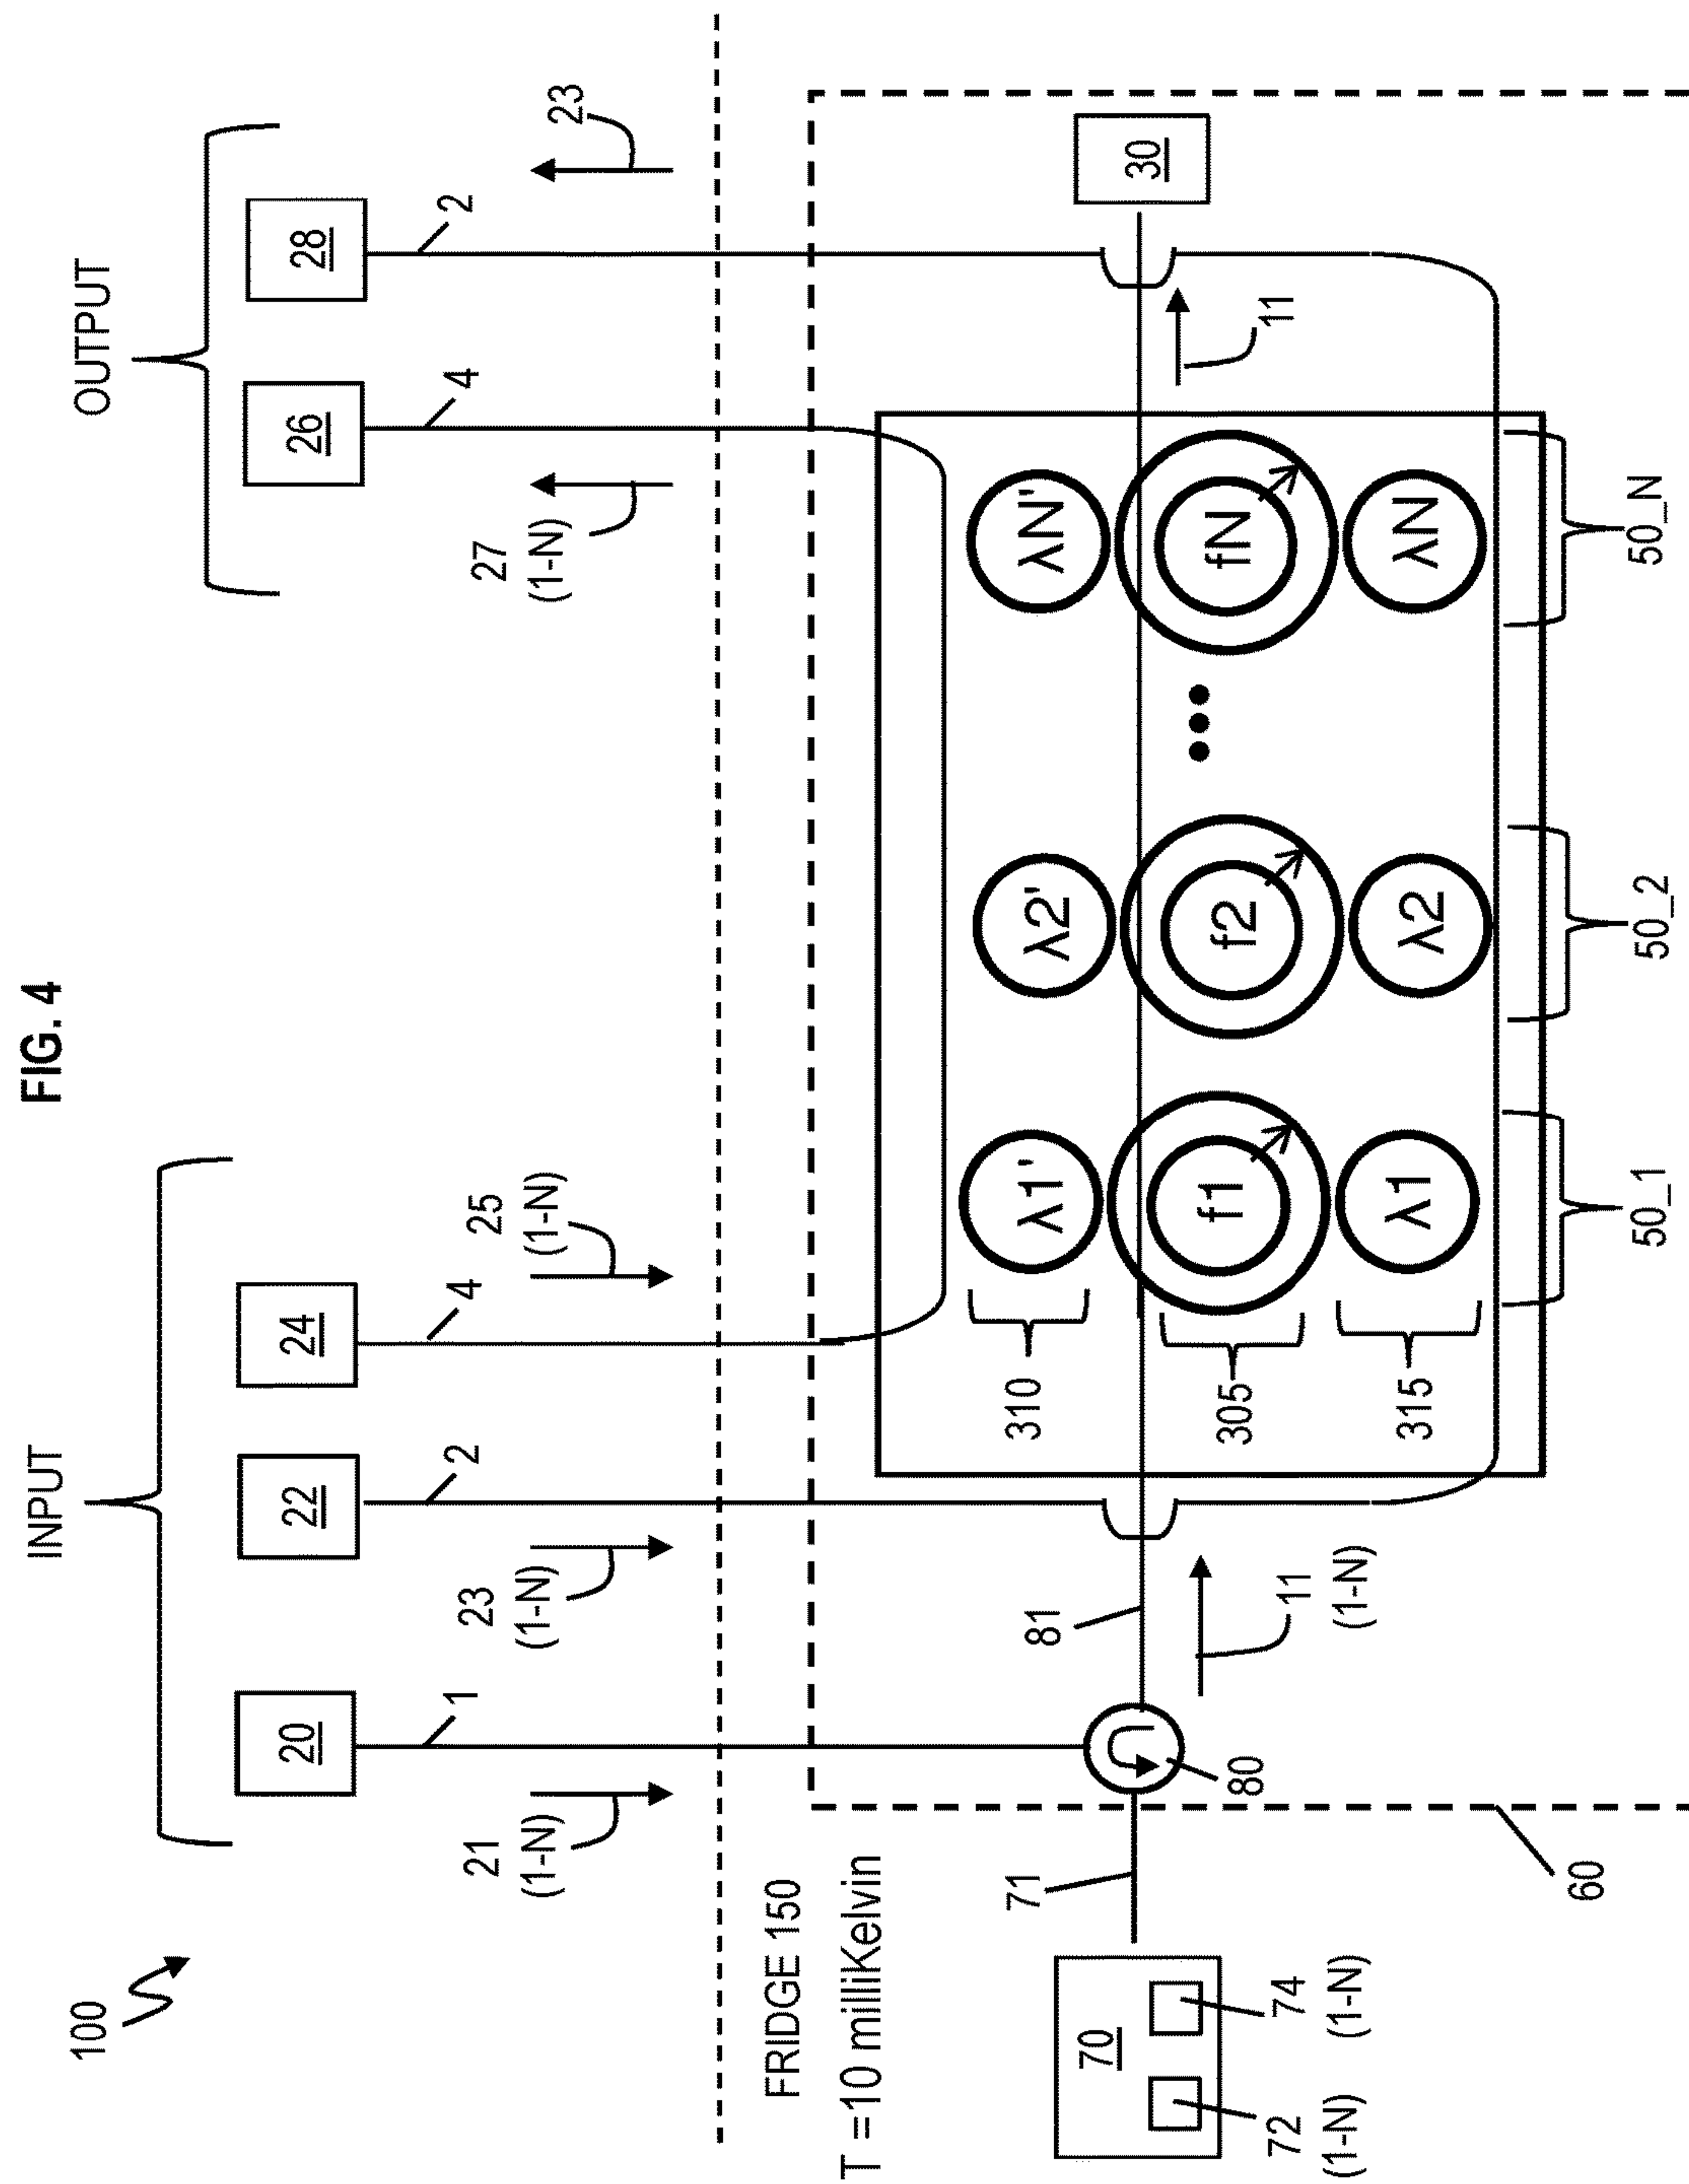 FIG. 4
100
INPUT
OUTPUT
20
22
24
26
28
1
2
4
4
2
21
(1-N)
23
(1-N)
25
(1-N)
27
(1-N)
23
FRIDGE 150
T =10 milliKelvin
70
72
(1-N)
74
(1-N)
71
80
81
11
(1-N)
60
310
305
315
λ1'
λ2'
λN'
f1
f2
fN
λ1
λ2
λN
11
30
50_1
50_2
50_N